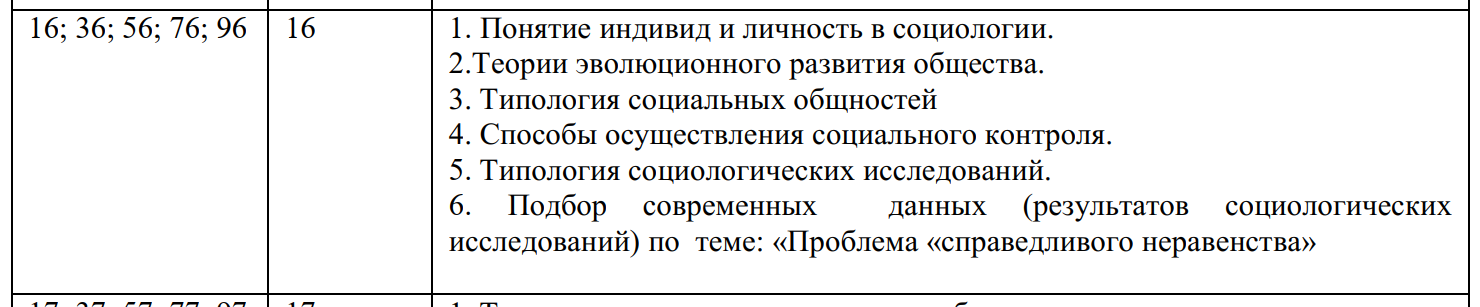 16; 36; 56; 76; 96
16
1. Понятие индивид и личность в социологии.
2.Теории эволюционного развития общества.
3. Типология социальных общностей
4. Способы осуществления социального контроля.
5. Типология социологических исследований.
6. Подбор современных данных (результатов социологических
исследований) по теме: «Проблема «справедливого неравенства»